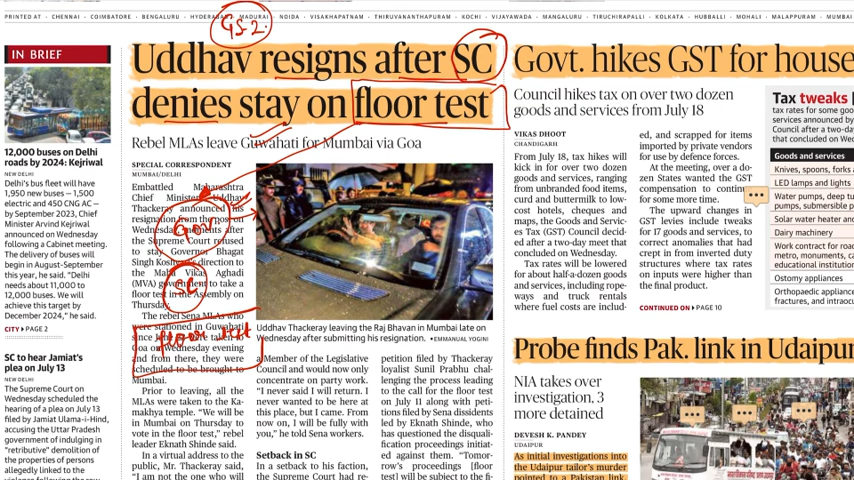 PRINTED AT • CHENNAI • COIMBATORE • BENGALURU • HYDERABAD • MADURAI • NOIDA • VISAKHAPATNAM • THIRUVANANTHAPURAM • KOCHI • VIJAYAWADA • MANGALURU • TIRUCHIRAPALLI • KOLKATA • HUBBALLI • MOHALI • MALAPPURAM • MUMBAI
GS2.
IN BRIEF
12,000 buses on Delhi
roads by 2024: Kejriwal
NEW DELHI
Delhi's bus fleet will have
1,950 new buses — 1,500
electric and 450 CNG AC —
by September 2023, Chief
Minister Arvind Kejriwal
announced on Wednesday
following a Cabinet meeting.
The delivery of buses will
begin in August-September
this year, he said. "Delhi
needs about 11,000 to
12,000 buses. We will
achieve this target by
December 2024," he said.
CITY ▸ PAGE 2
SC to hear Jamiat's
plea on July 13
NEW DELHI
The Supreme Court on
Wednesday scheduled the
hearing of a plea on July 13
filed by Jamiat Ulama-i-Hind,
accusing the Uttar Pradesh
government of indulging in
"retributive" demolition of
the properties of persons
allegedly linked to the
Uddhav resigns after SC
denies stay on floor test
Rebel MLAs leave Guwahati for Mumbai via Goa
SPECIAL CORRESPONDENT
MUMBAI/DELHI
Embattled Maharashtra
Chief Minister Uddhav
Thackeray announced his
resignation from the post on
Wednesday moments after
the Supreme Court refused
to stay Governor Bhagat
Singh Koshyari's direction to
the Maha Vikas Aghadi
(MVA) government to take a
floor test in the Assembly on
Thursday.
The rebel Sena MLAs who
were stationed in Guwahati
since
were taken
Goa on Wednesday evening
and from there, they were
scheduled to be brought to
Mumbai.
Prior to leaving, all the
MLAs were taken to the Ka-
makhya temple. "We will be
in Mumbai on Thursday to
vote in the floor test," rebel
leader Eknath Shinde said.
In a virtual address to the
public, Mr. Thackeray said,
"I am not the one who will
Gov
SC
floor test
Uddhav Thackeray leaving the Raj Bhavan in Mumbai late on
Wednesday after submitting his resignation. • EMMANUAL YOGINI
a Member of the Legislative
Council and would now only
concentrate on party work.
"I never said I will return. I
never wanted to be here at
this place, but I came. From
now on, I will be fully with
you," he told Sena workers.
Setback in SC
In a setback to his faction,
the Supreme Court had re-
petition filed by Thackeray
loyalist Sunil Prabhu chal-
lenging the process leading
to the call for the floor test
on July 11 along with peti-
tions filed by Sena dissidents
led by Eknath Shinde, who
has questioned the disquali-
fication proceedings initiat-
ed against them. "Tomor-
row's proceedings [floor
test] will be subject to the fi-
Govt. hikes GST for house
Council hikes tax on over two dozen
goods and services from July 18
VIKAS DHOOT
CHANDIGARH
From July 18, tax hikes will
kick in for over two dozen
goods and services, ranging
from unbranded food items,
curd and buttermilk to low-
cost hotels, cheques and
maps, the Goods and Servic-
es Tax (GST) Council decid-
ed after a two-day meet that
concluded on Wednesday.
Tax rates will be lowered
for about half-a-dozen goods
and services, including rope-
ways and truck rentals
where fuel costs are includ-
ed, and scrapped for items
imported by private vendors
for use by defence forces.
At the meeting, over a do-
zen States wanted the GST
compensation to continue
for some more time.
The upward changes in
GST levies include tweaks
for 17 goods and services, to
correct anomalies that had
crept in from inverted duty
structures where tax rates
on inputs were higher than
the final product.
CONTINUED ON ▸ PAGE 10
Tax tweaks
tax rates for some goo
services announced by
Council after a two-da
that concluded on Wedne
Goods and services
Knives, spoons, forks
LED lamps and lights
Water pumps, deep tu
pumps, submersible p
Solar water heater and
Dairy machinery
Work contract for road
metro, monuments, ca
educational institution
Ostomy appliances
Orthopaedic appliance
fractures, and intraocu
Probe finds Pak. link in Udaipur
NIA takes over
investigation, 3
more detained
DEVESH K. PANDEY
UDAIPUR
As initial investigations into
the Udaipur tailor's murder
pointed to a Pakistan link